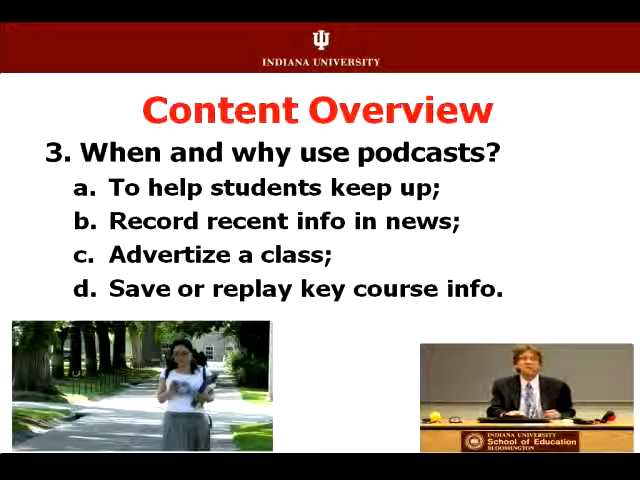 INDIANA UNIVERSITY
Content Overview
3. When and why use podcasts?
a. To help students keep up;
b. Record recent info in news;
c. Advertize a class;
d. Save or replay key course info.
INDIANA UNIVERSITY
School of Education
BLOOMINGTON